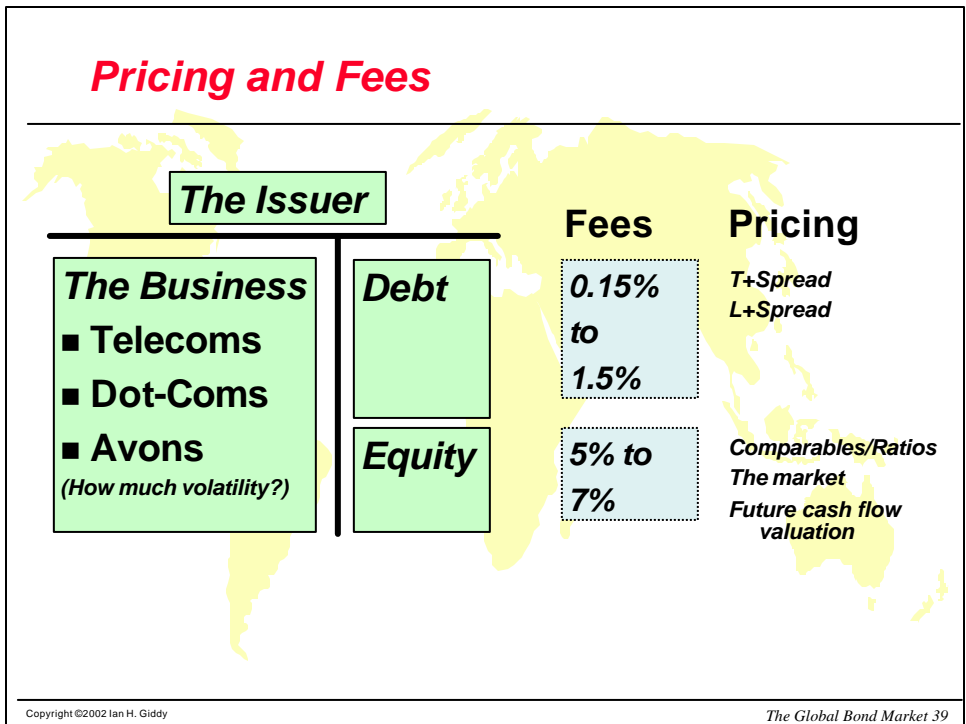 Pricing and Fees
The Issuer
The Business
■ Telecoms
■ Dot-Coms
■ Avons
(How much volatility?)
Debt
Equity
Fees
0.15%
to
1.5%
5% to
7%
Pricing
T+Spread
L+Spread
Comparables/Ratios
The market
Future cash flow
valuation
Copyright ©2002 Ian H. Giddy
The Global Bond Market 39